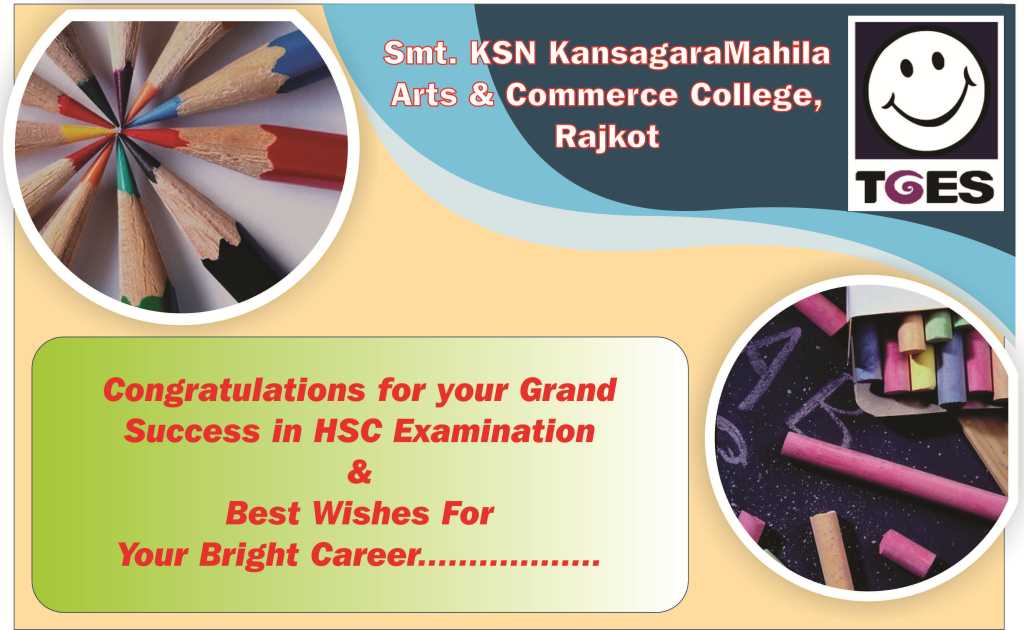 Smt. KSN KansagaraMahila
Arts & Commerce College,
Rajkot
TGES
Congratulations for your Grand
Success in HSC Examination
&
Best Wishes For
Your Bright Career..................
A
B